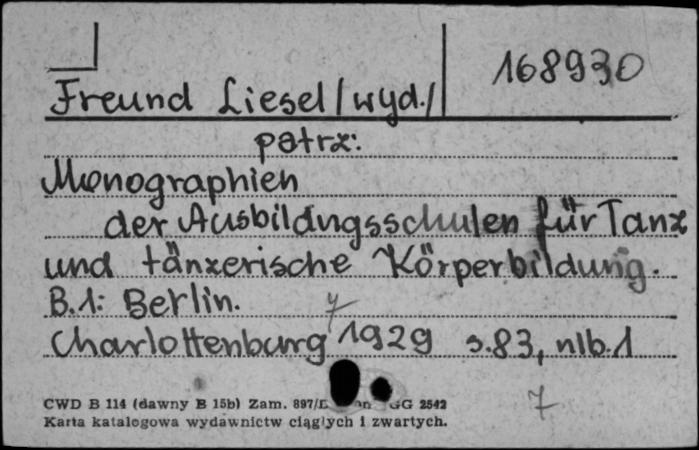 168930
Freund Liesel /wyd./
patrz:
Monographien
der Ausbildungsschulen für Tanz
und tänzerische Körperbildung.
B.1: Berlin.
Charlottenburg 1929 s.83, nlb.1
CWD B 114 (dawny B 15b) Zam. 897/ GG 2542
Karta katalogowa wydawnictw ciągłych i zwartych.
7